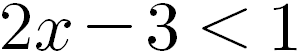 2x − 3 < 1